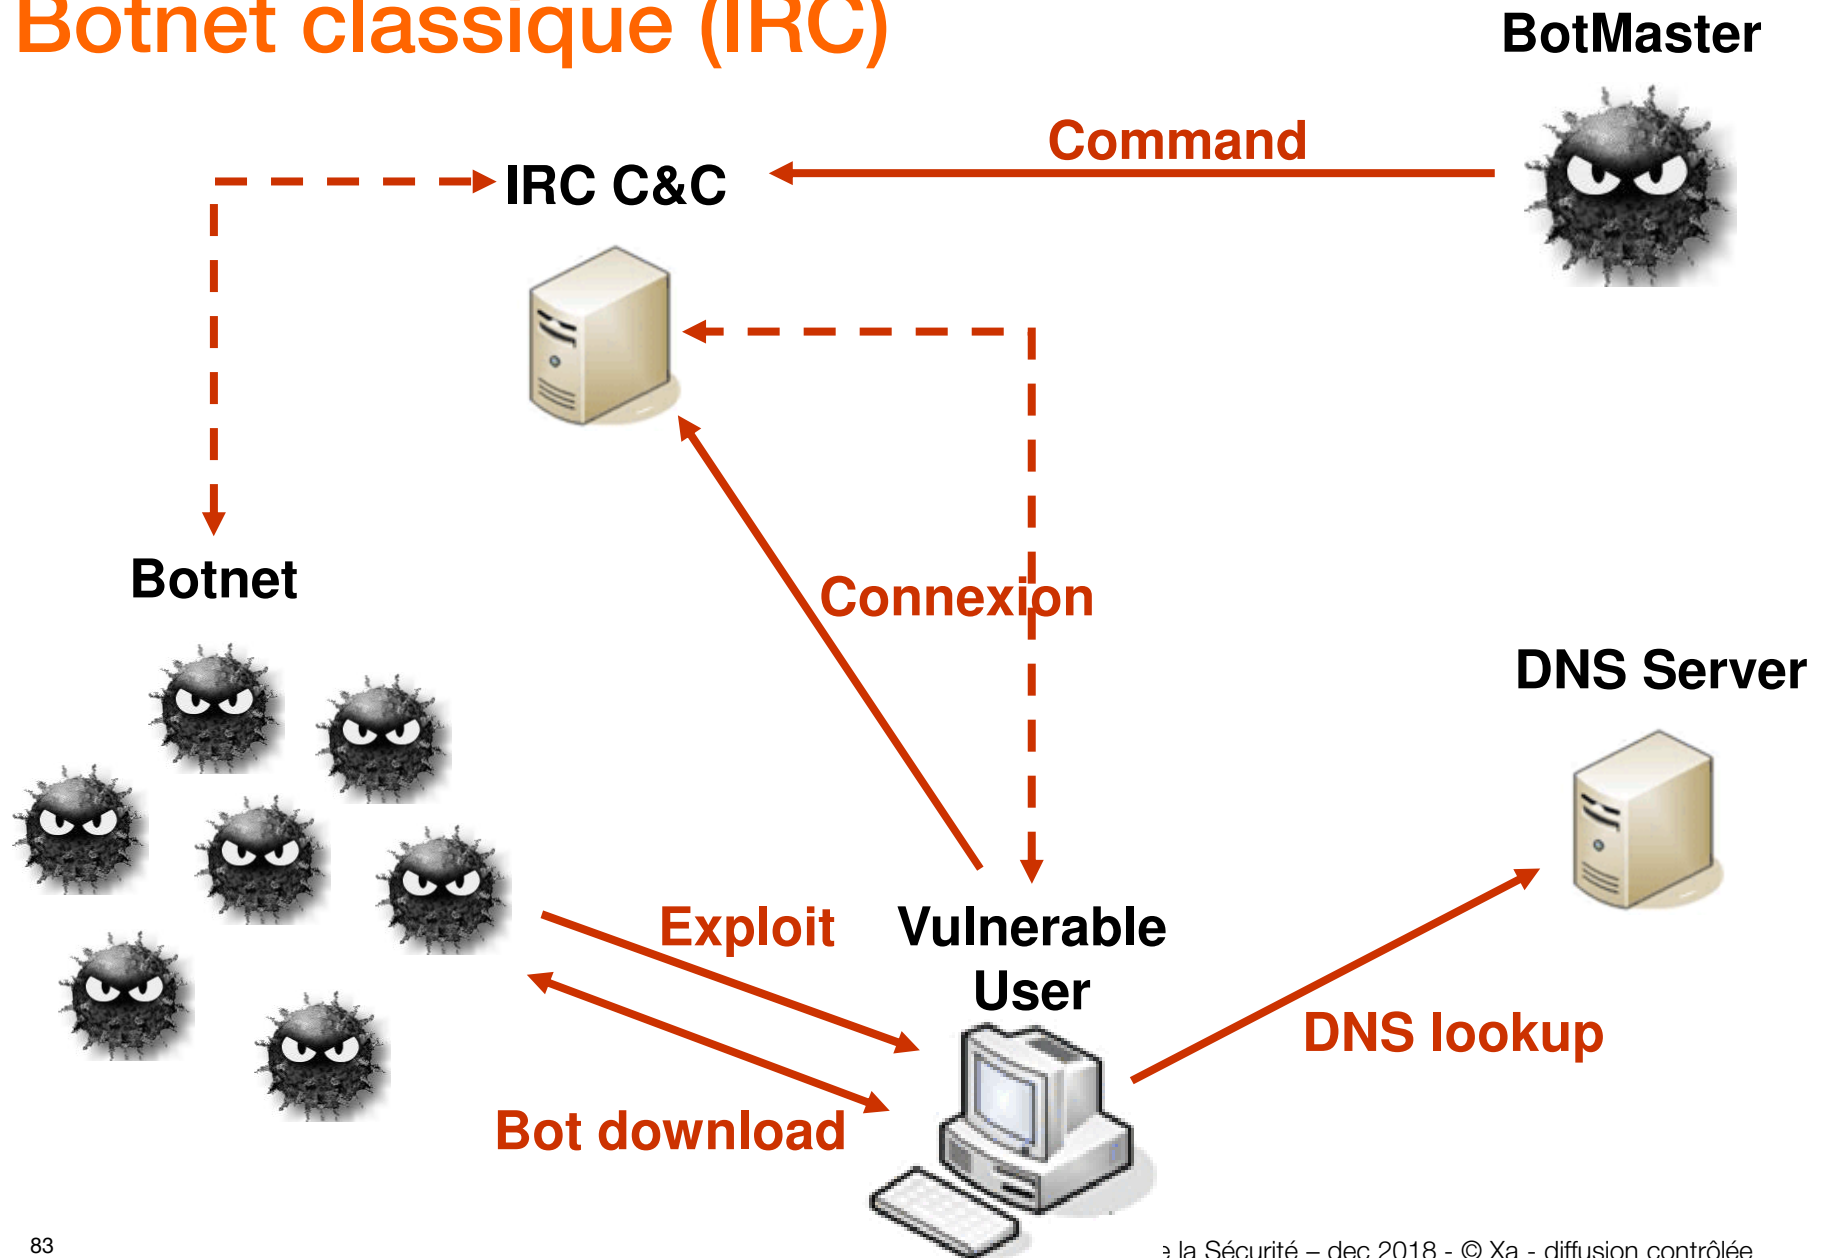 Botnet classique (IRC)
BotMaster
Command
IRC C&C
Botnet
Connexion
DNS Server
Exploit
Vulnerable
User
DNS lookup
Bot download
83
la Sécurité – dec 2018 - © Xa - diffusion contrôlée